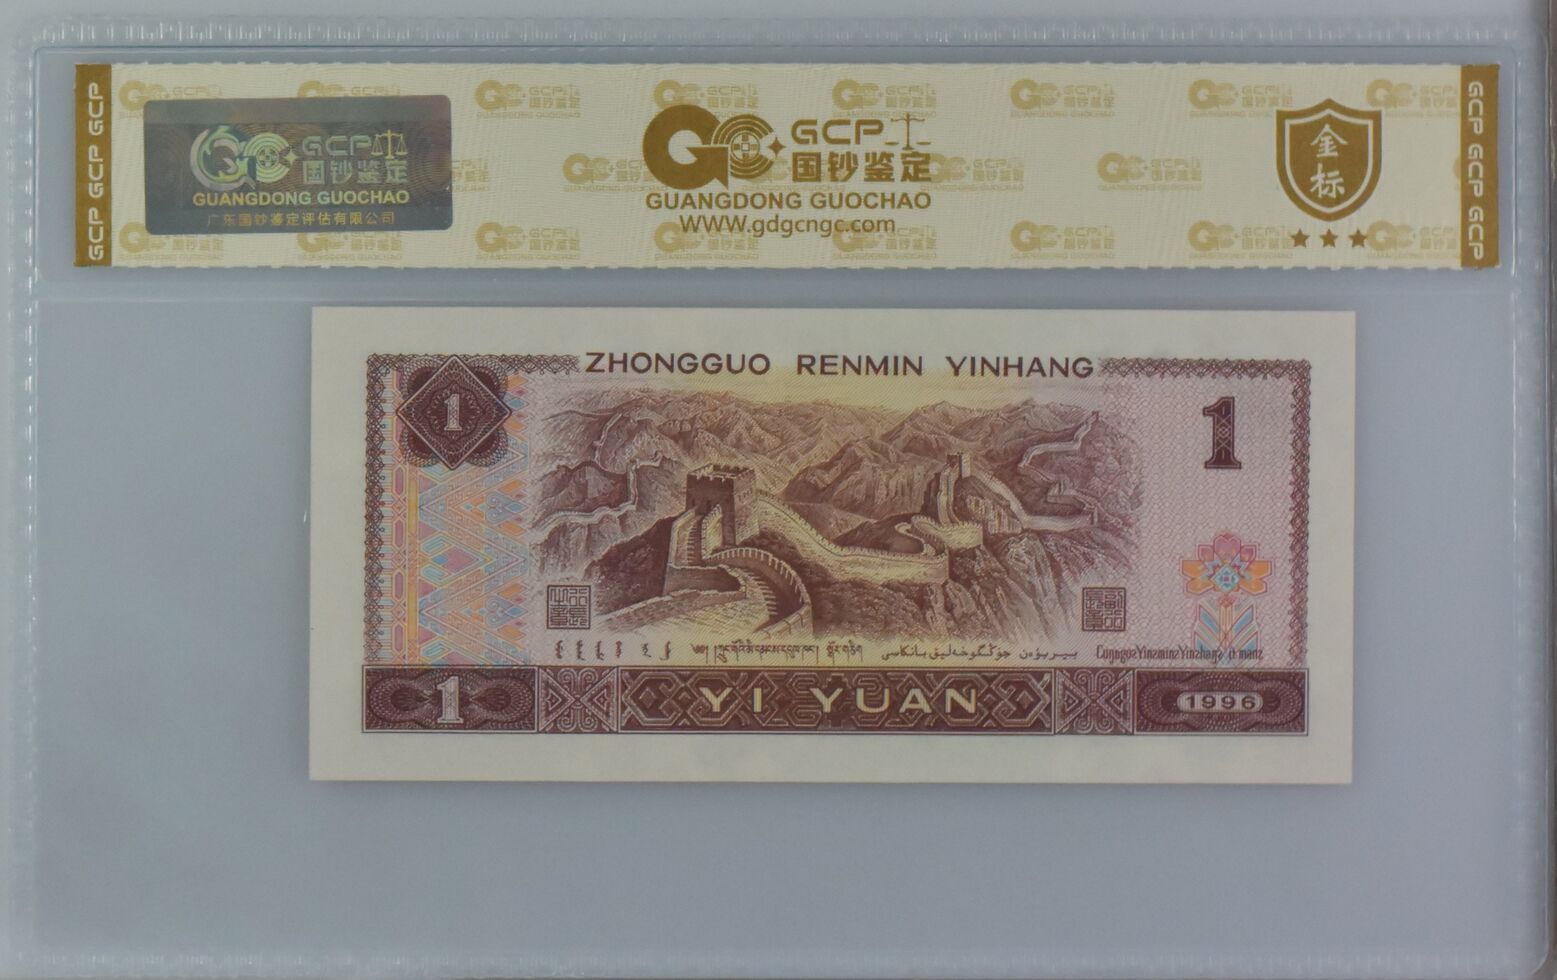 GCP GCP GCP
GCP
国钞鉴定
GUANGDONG GUOCHAO
广东国钞鉴定评估有限公司
GCP
国钞鉴定
GUANGDONG GUOCHAO
WWW.gdgcngc.com
金标
GCP GCP GCP
ZHONGGUO RENMIN YINHANG
1
1
1
YI YUAN
1996